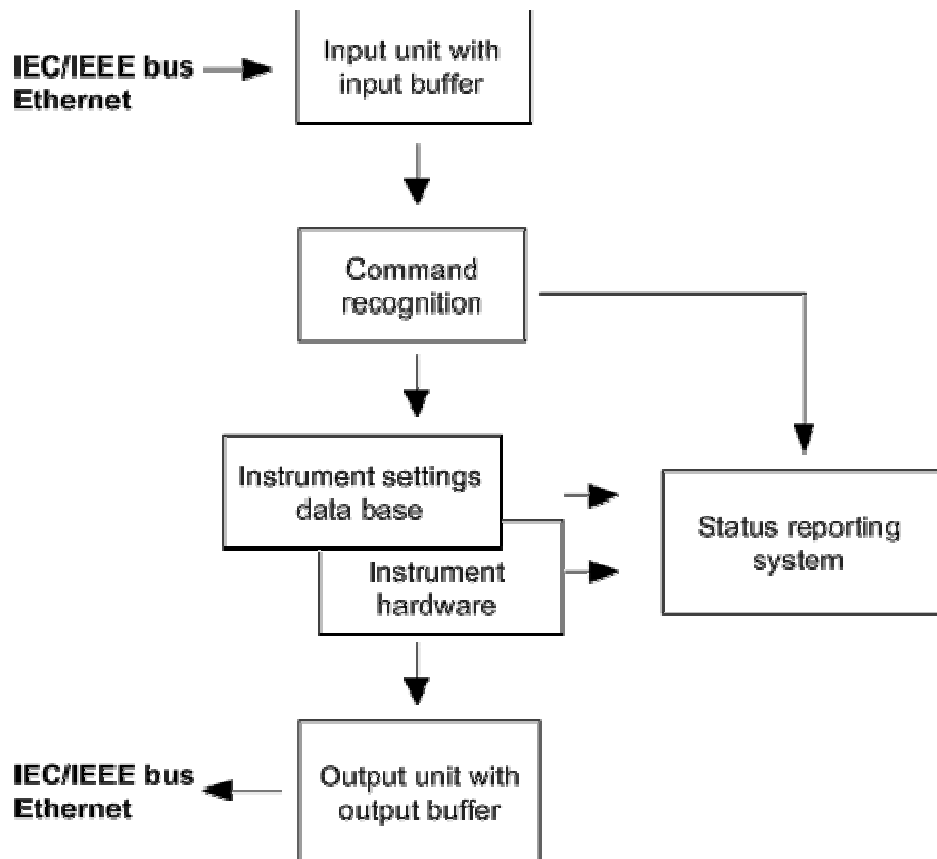 IEC/IEEE bus
Ethernet
Input unit with
input buffer
Command
recognition
Instrument settings
data base
Instrument
hardware
Status reporting
system
IEC/IEEE bus
Ethernet
Output unit with
output buffer